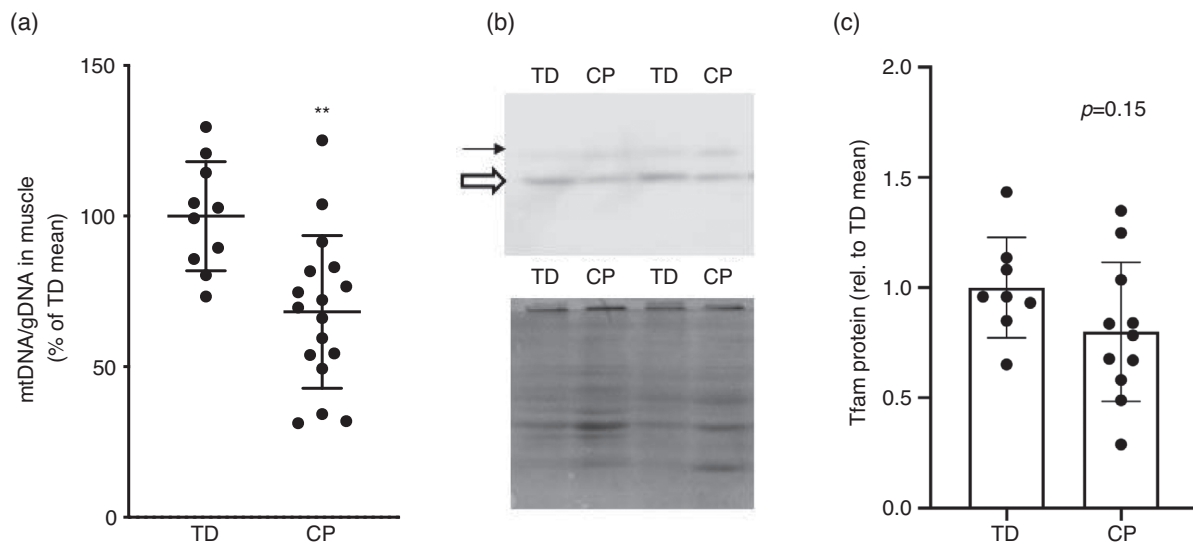 (a)
150
100
50
0
mtDNA/gDNA in muscle
(% of TD mean)
**
TD CP
(b)
TD CP TD CP
TD CP TD CP
(c)
2.0
1.5
1.0
0.5
0.0
Tfam protein (rel. to TD mean)
p=0.15
TD CP